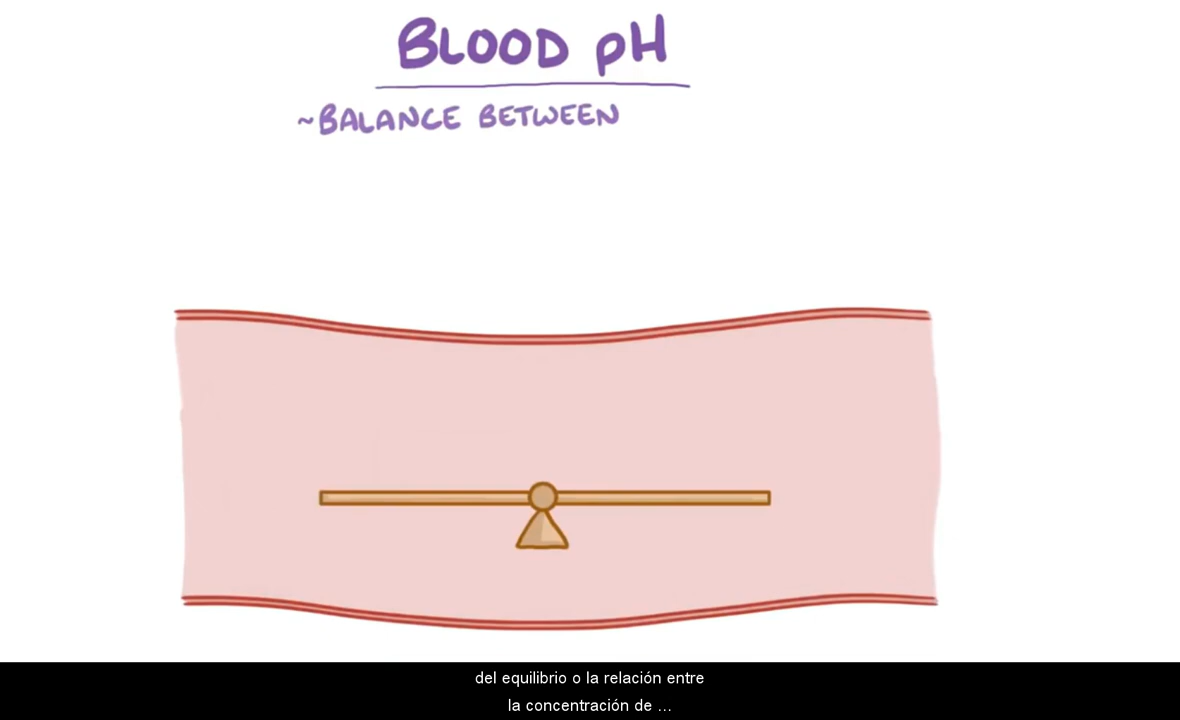 BLOOD pH
~BALANCE BETWEEN
del equilibrio o la relación entre
la concentración de ...